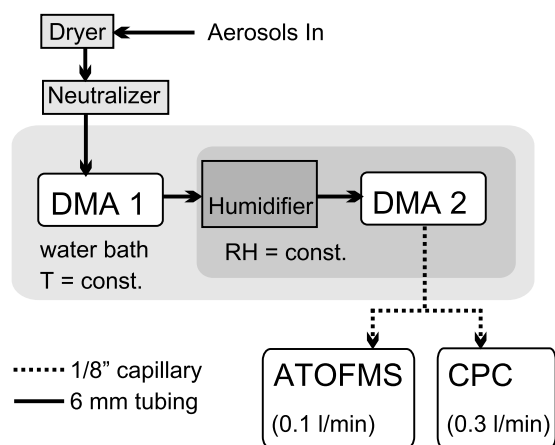 Dryer
Aerosols In
Neutralizer
DMA 1
Humidifier
DMA 2
water bath
T = const.
RH = const.
1/8” capillary
6 mm tubing
ATOFMS
(0.1 l/min)
CPC
(0.3 l/min)